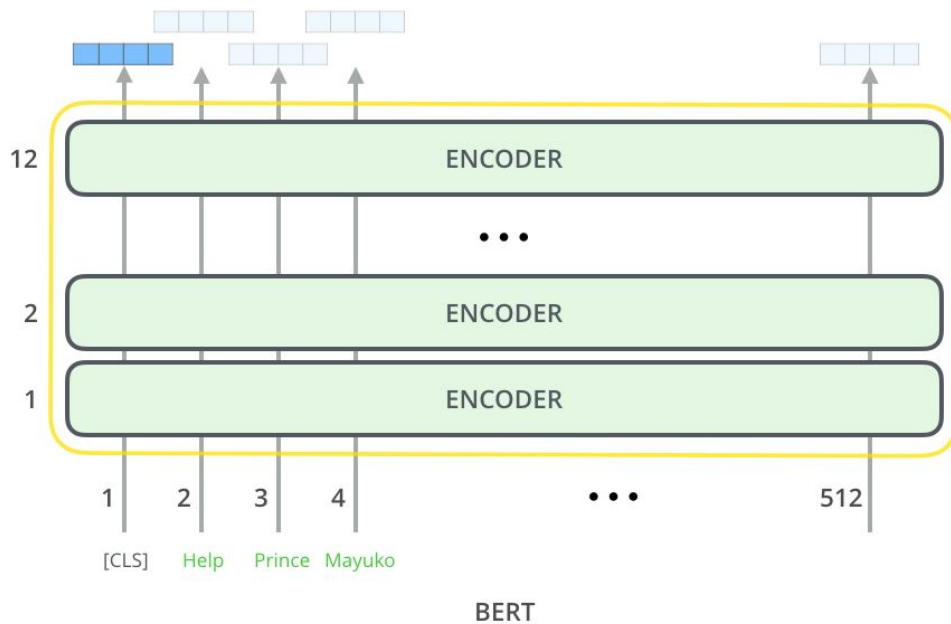 12 ENCODER
...
2 ENCODER
1 ENCODER
1 2 3 4 ... 512
[CLS] Help Prince Mayuko
BERT